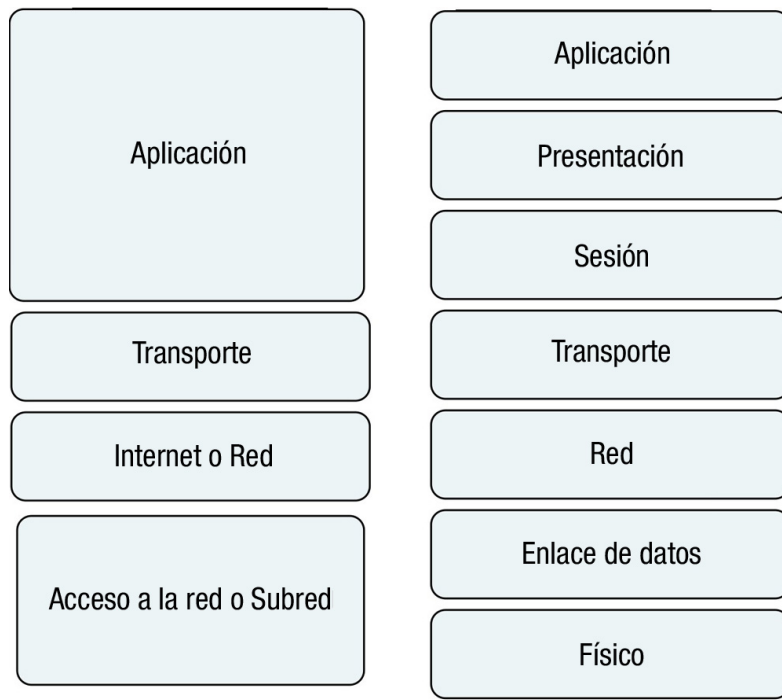 Aplicación
Transporte
Internet o Red
Acceso a la red o Subred
Aplicación
Presentación
Sesión
Transporte
Red
Enlace de datos
Físico